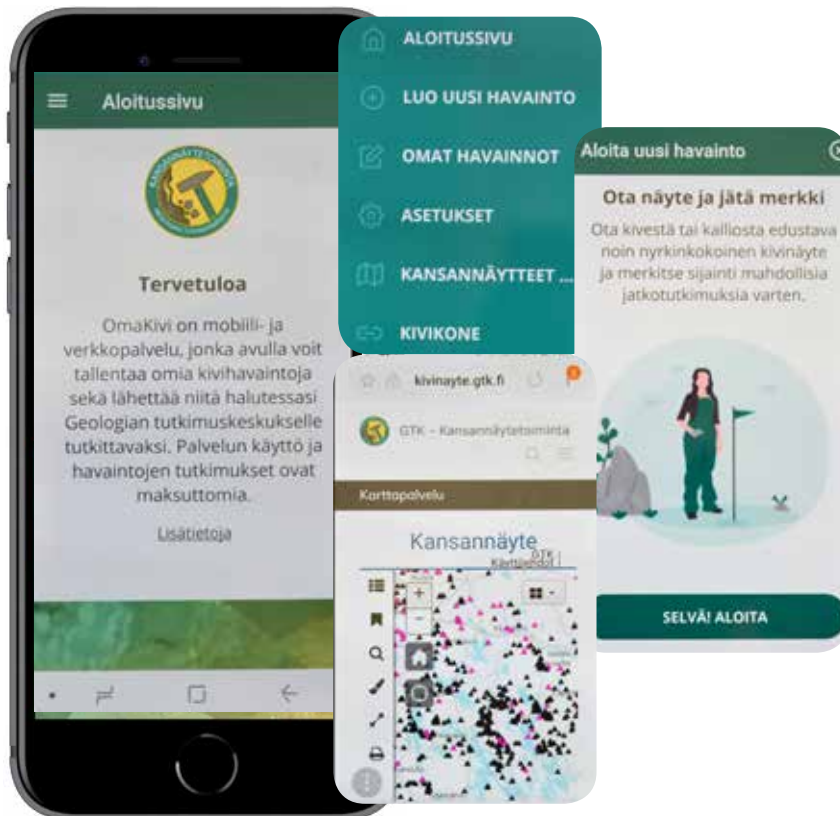 Aloitussivu
KANSANNÄYTETOIMINTA
Tervetuloa
OmaKivi on mobiili- ja
verkkopalvelu, jonka avulla voit
tallentaa omia kivihavaintoja
sekä lähettää niitä halutessasi
Geologian tutkimuskeskukselle
tutkittavaksi. Palvelun käyttö ja
havaintojen tutkimukset ovat
maksuttomia.
Lisätietoja
ALOITUSSIVU
LUO UUSI HAVAINTO
OMAT HAVAINNOT
ASETUKSET
KANSANNÄYTTEET ...
KIVIKONE
kivinayte.gtk.fi
GTK - Kansannäytetoiminta
Karttapalvelu
Kansannäyte
GTK
Käyttöehdot
Aloita uusi havainto
Ota näyte ja jätä merkki
Ota kivestä tai kalliosta edustava
noin nyrkinkokoinen kivinäyte
ja merkitse sijainti mahdollisia
jatkotutkimuksia varten.
SELVÄ! ALOITA